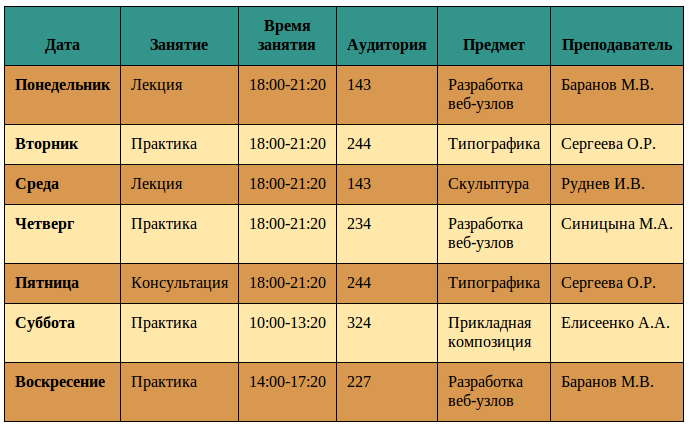 Дата Занятие Время занятия Аудитория Предмет Преподаватель
Понедельник Лекция 18:00-21:20 143 Разработка веб-узлов Баранов М.В.
Вторник Практика 18:00-21:20 244 Типографика Сергеева О.Р.
Среда Лекция 18:00-21:20 143 Скульптура Руднев И.В.
Четверг Практика 18:00-21:20 234 Разработка веб-узлов Синицына М.А.
Пятница Консультация 18:00-21:20 244 Типографика Сергеева О.Р.
Суббота Практика 10:00-13:20 324 Прикладная композиция Елисеенко А.А.
Воскресение Практика 14:00-17:20 227 Разработка веб-узлов Баранов М.В.